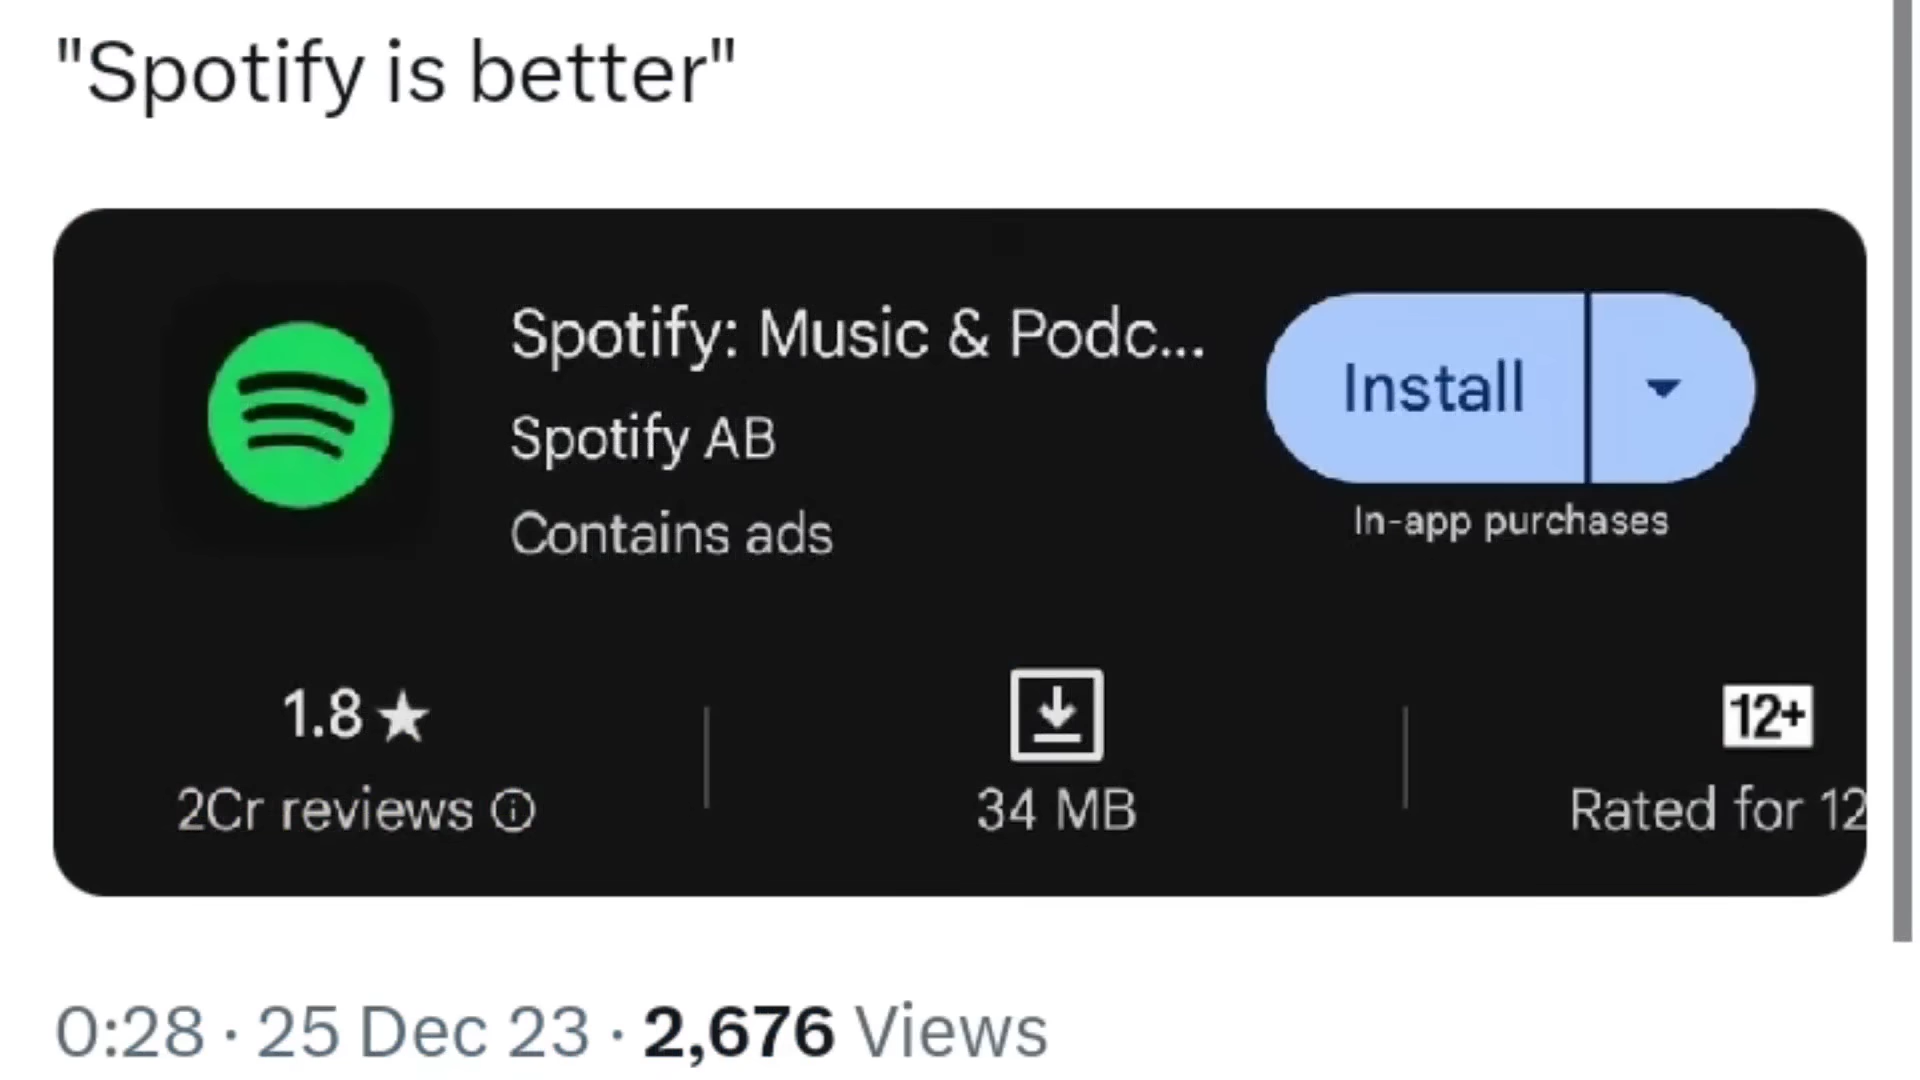 "Spotify is better"
Spotify: Music & Podc...
Spotify AB
Contains ads
Install
In-app purchases
1.8★
2Cr reviews
34 MB
12+
Rated for 12
0:28 · 25 Dec 23 · 2,676 Views